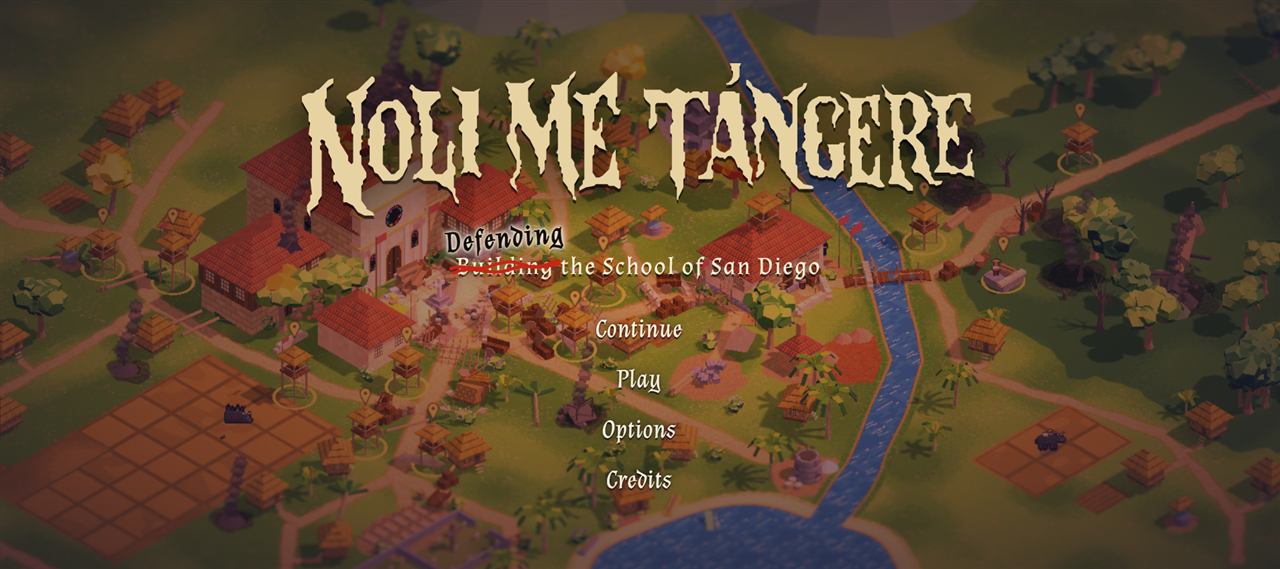 NOLI ME TÁNGERE
Defending
Building the School of San Diego
Continue
Play
Options
Credits